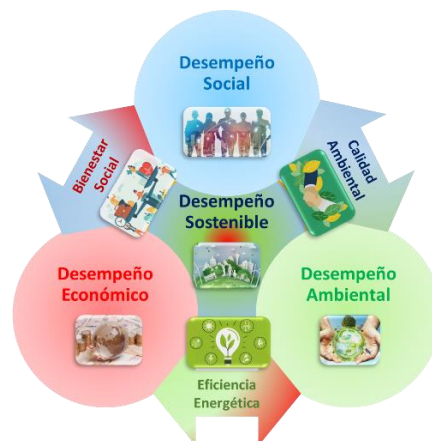 Desempeño
Social
Bienestar
Social
Calidad
Ambiental
Desempeño
Sostenible
Desempeño
Económico
Desempeño
Ambiental
Eficiencia
Energética